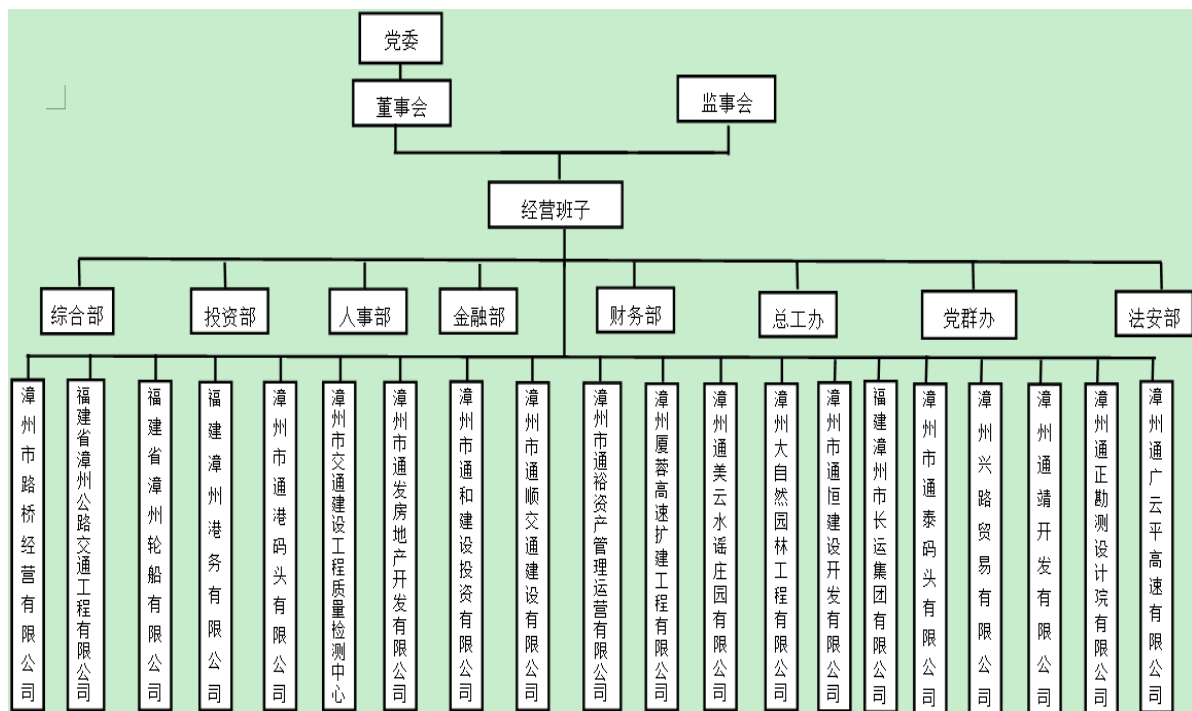 党委
董事会
监事会
经营班子
综合部
投资部
人事部
金融部
财务部
总工办
党群办
法安部
漳州市路桥经营有限公司
福建省漳州公路交通工程有限公司
福建省漳州轮船有限公司
福建漳州港务有限公司
漳州市通港码头有限公司
漳州市交通建设工程质量检测中心
漳州市通发房地产开发有限公司
漳州市通和建设投资有限公司
漳州市通顺交通建设有限公司
漳州市通裕资产管理运营有限公司
漳州厦蓉高速扩建工程有限公司
漳州通美云水谣庄园有限公司
漳州大自然园林工程有限公司
漳州市通恒建设开发有限公司
福建漳州市长运集团有限公司
漳州市通泰码头有限公司
漳州兴路贸易有限公司
漳州通靖开发有限公司
漳州通正勘测设计院有限公司
漳州通广云平高速有限公司